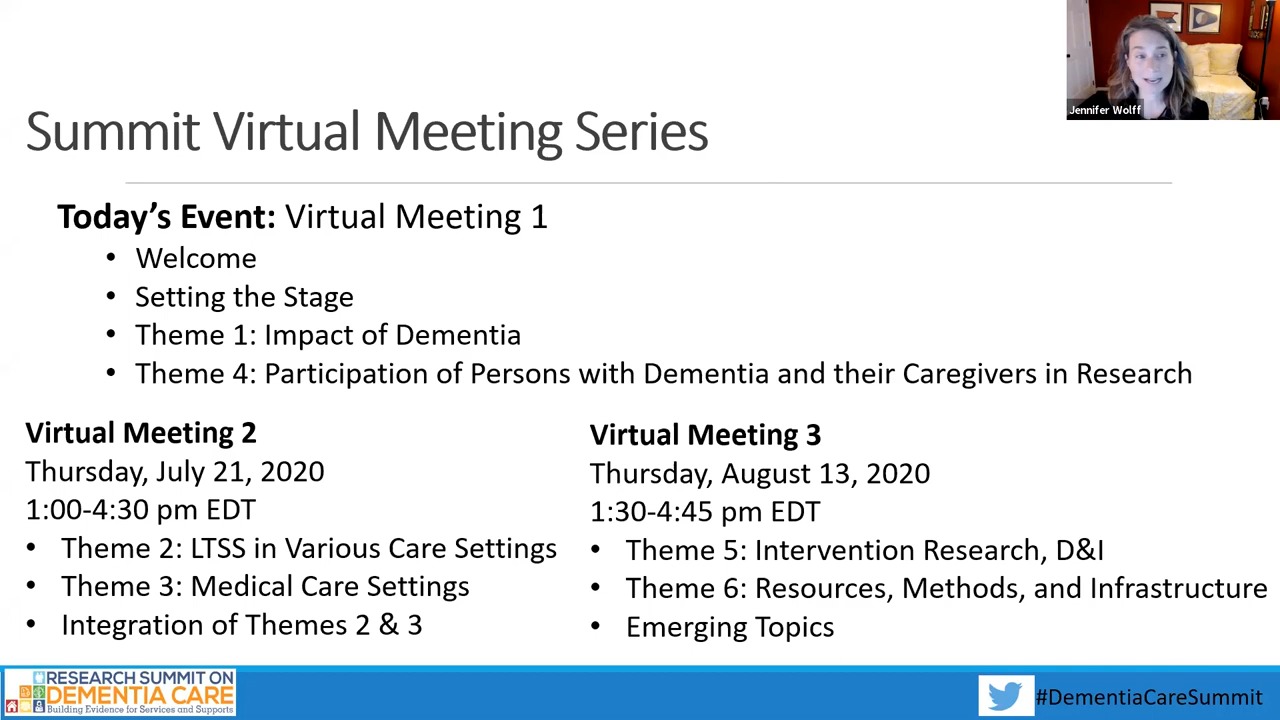 Jennifer Wolff
Summit Virtual Meeting Series
Today's Event: Virtual Meeting 1
• Welcome
• Setting the Stage
• Theme 1: Impact of Dementia
• Theme 4: Participation of Persons with Dementia and their Caregivers in Research
Virtual Meeting 2
Thursday, July 21, 2020
1:00-4:30 pm EDT
• Theme 2: LTSS in Various Care Settings
• Theme 3: Medical Care Settings
• Integration of Themes 2 & 3
Virtual Meeting 3
Thursday, August 13, 2020
1:30-4:45 pm EDT
• Theme 5: Intervention Research, D&I
• Theme 6: Resources, Methods, and Infrastructure
• Emerging Topics
RESEARCH SUMMIT ON
DEMENTIA CARE
Building Evidence for Services and Supports
#DementiaCareSummit